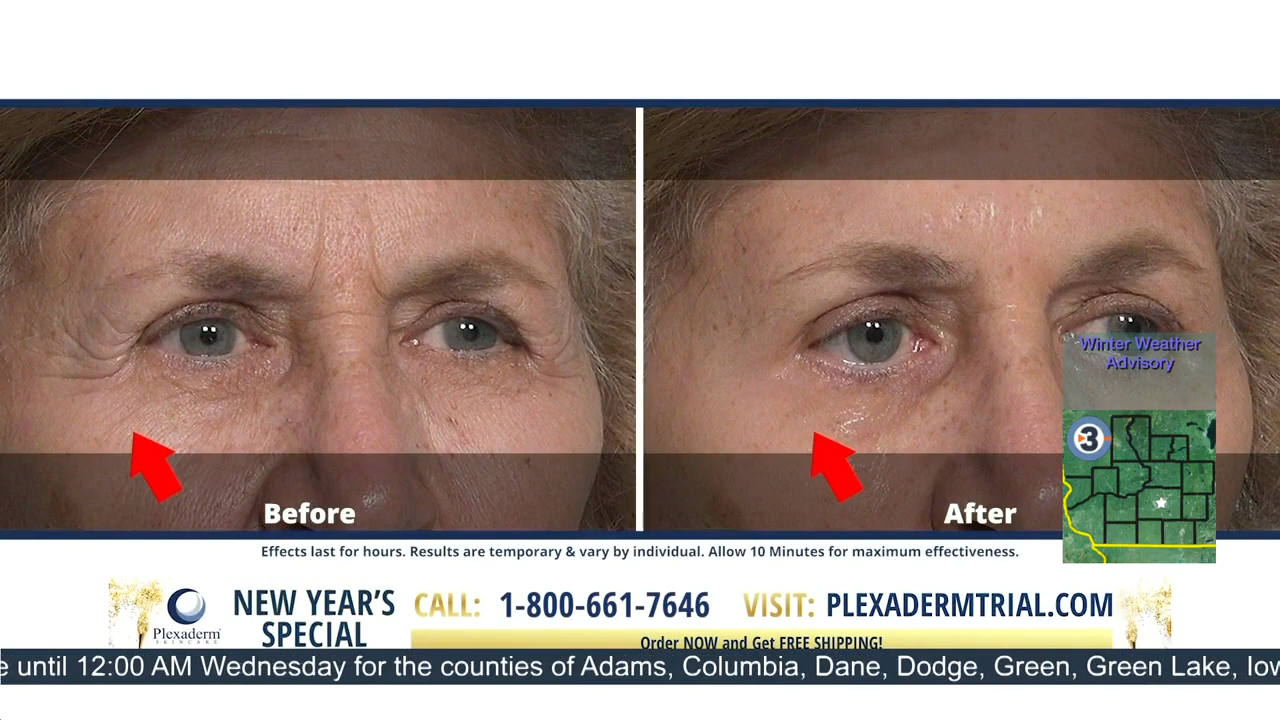 Winter Weather
Advisory
3
Before
After
Effects last for hours. Results are temporary & vary by individual. Allow 10 Minutes for maximum effectiveness.
Plexaderm
SKINCARE
NEW YEAR'S
SPECIAL
CALL: 1-800-661-7646 VISIT: PLEXADERMTRIAL.COM
Order NOW and Get FREE SHIPPING!
until 12:00 AM Wednesday for the counties of Adams, Columbia, Dane, Dodge, Green, Green Lake,